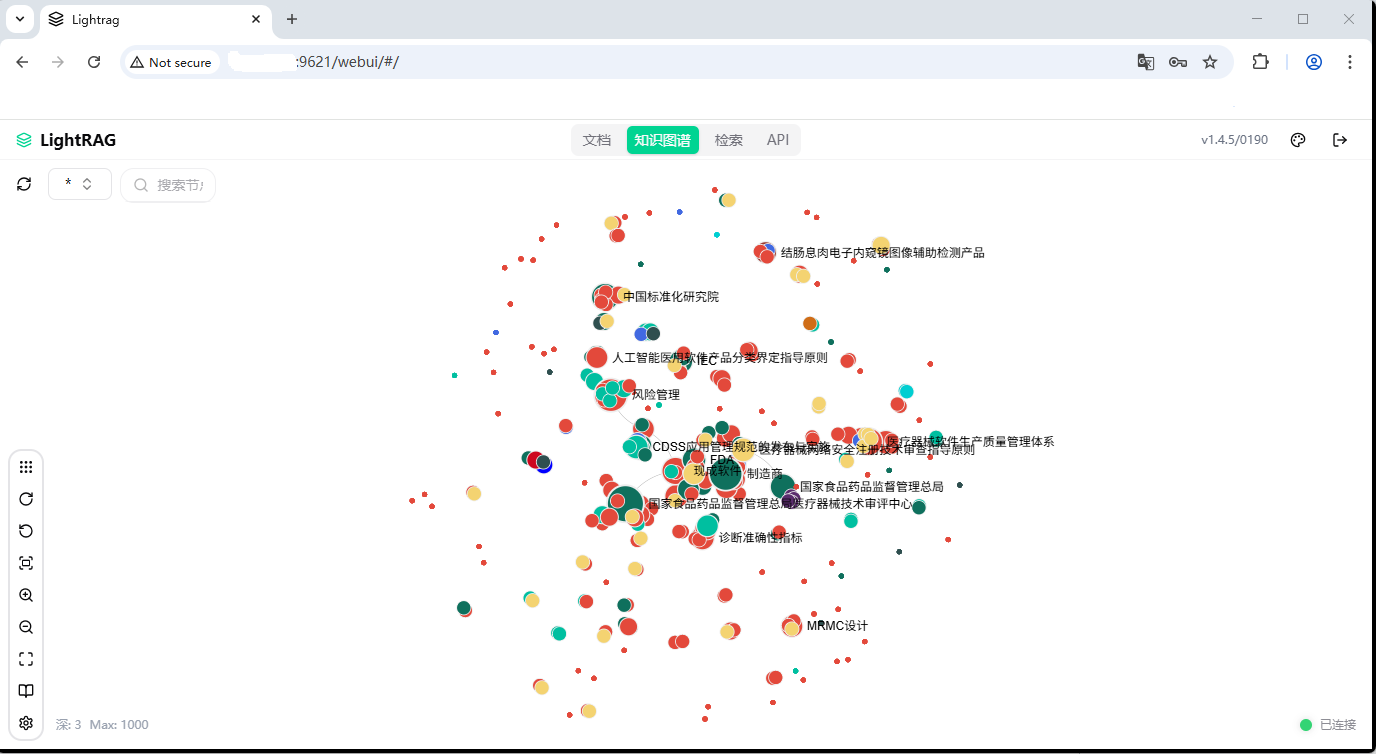 Lightrag
Not secure
:9621/webui/#/
LightRAG
文档
知识图谱
检索
API
v1.4.5/0190
*
搜索节
结肠息肉电子内窥镜图像辅助检测产品
中国标准化研究院
人工智能医用软件产品分类界定指导原则
IEC
风险管理
医疗器械软件生产质量管理体系
CDSS应用管理规范的发布与实施
医疗器械网络安全注册技术审查指导原则
FDA
现成软件
制造商
国家食品药品监督管理总局
国家食品药品监督管理总局医疗器械技术审评中心
诊断准确性指标
MRMC设计
深: 3 Max: 1000
已连接